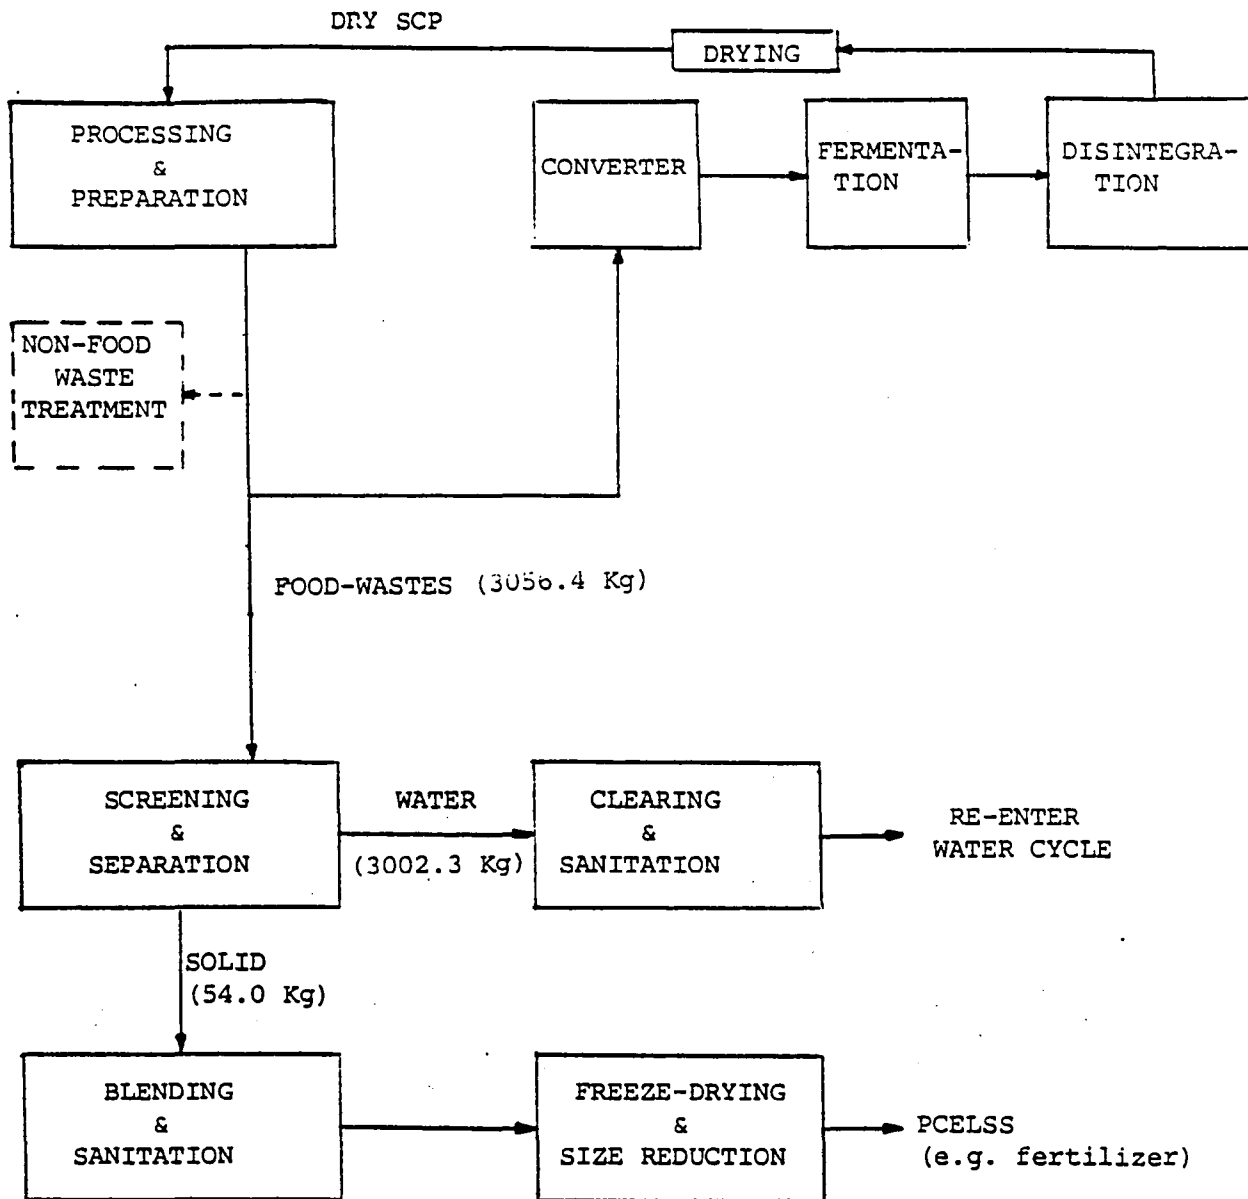 DRY SCP
DRYING
PROCESSING
&
PREPARATION
CONVERTER
FERMENTA-
TION
DISINTEGRA-
TION
NON-FOOD
WASTE
TREATMENT
FOOD-WASTES (3056.4 Kg)
SCREENING
&
SEPARATION
WATER
(3002.3 Kg)
CLEARING
&
SANITATION
RE-ENTER
WATER CYCLE
SOLID
(54.0 Kg)
BLENDING
&
SANITATION
FREEZE-DRYING
&
SIZE REDUCTION
PCELSS
(e.g. fertilizer)